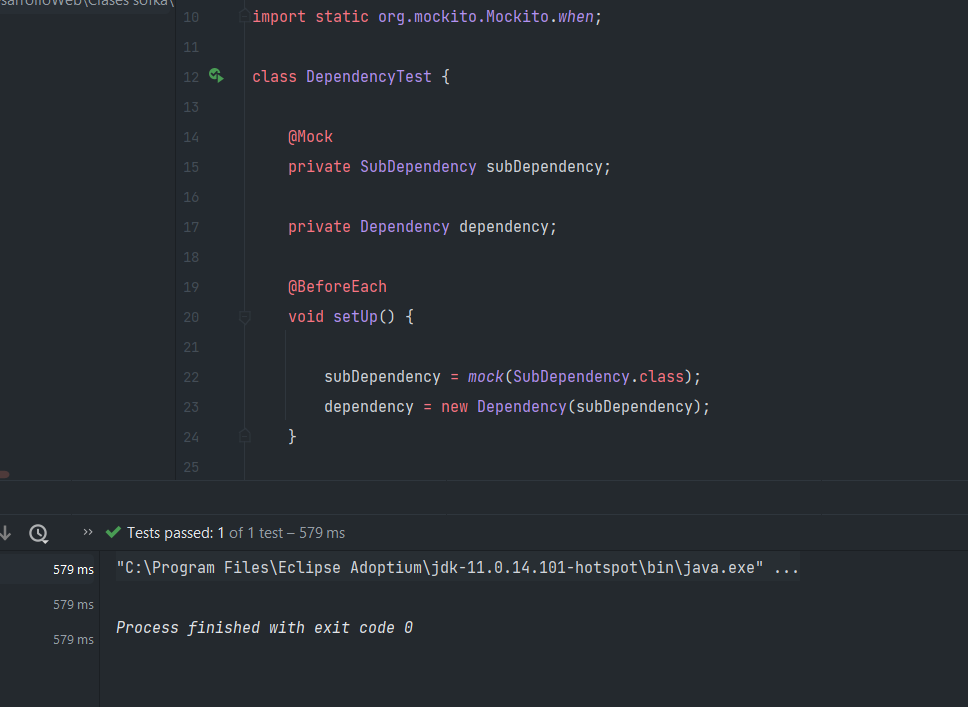 sarrolloWeb\Clases sofka\
10 import static org.mockito.Mockito.when;
11
12 class DependencyTest {
13
14 @Mock
15 private SubDependency subDependency;
16
17 private Dependency dependency;
18
19 @BeforeEach
20 void setUp() {
21
22 subDependency = mock(SubDependency.class);
23 dependency = new Dependency(subDependency);
24 }
25
» Tests passed: 1 of 1 test – 579 ms
579 ms "C:\Program Files\Eclipse Adoptium\jdk-11.0.14.101-hotspot\bin\java.exe" ...
579 ms
579 ms Process finished with exit code 0